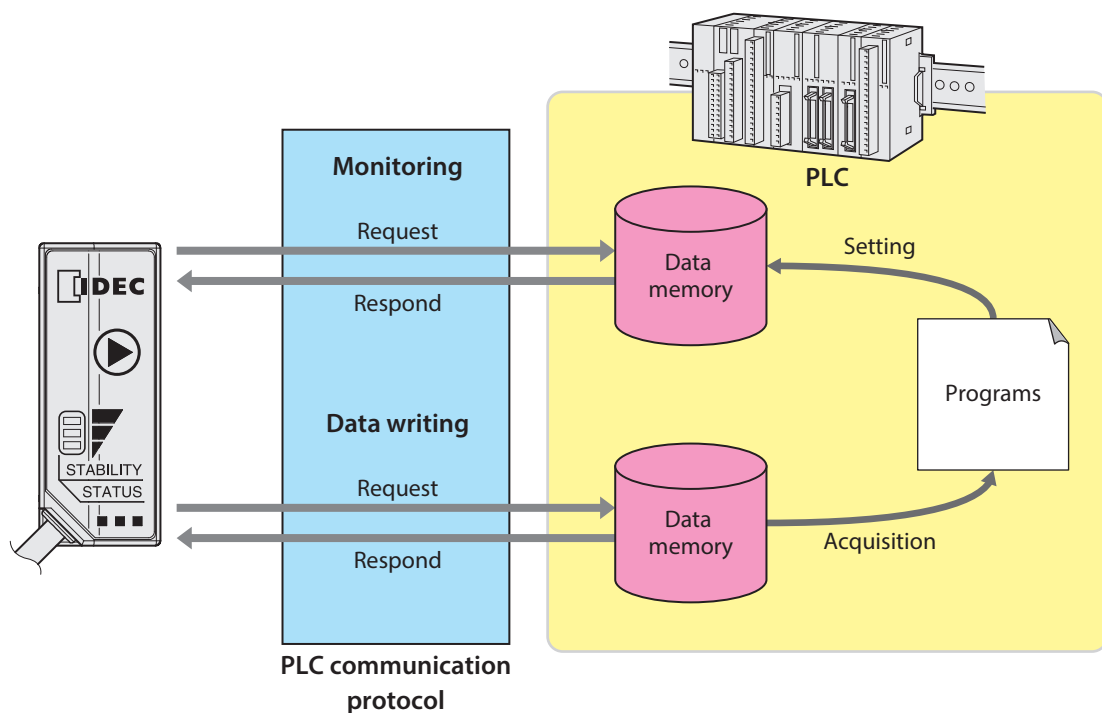 PLC
Monitoring
Request
Respond
Data
memory
Setting
IDEC
Programs
Data writing
STABILITY
STATUS
Request
Respond
Data
memory
Acquisition
PLC communication
protocol